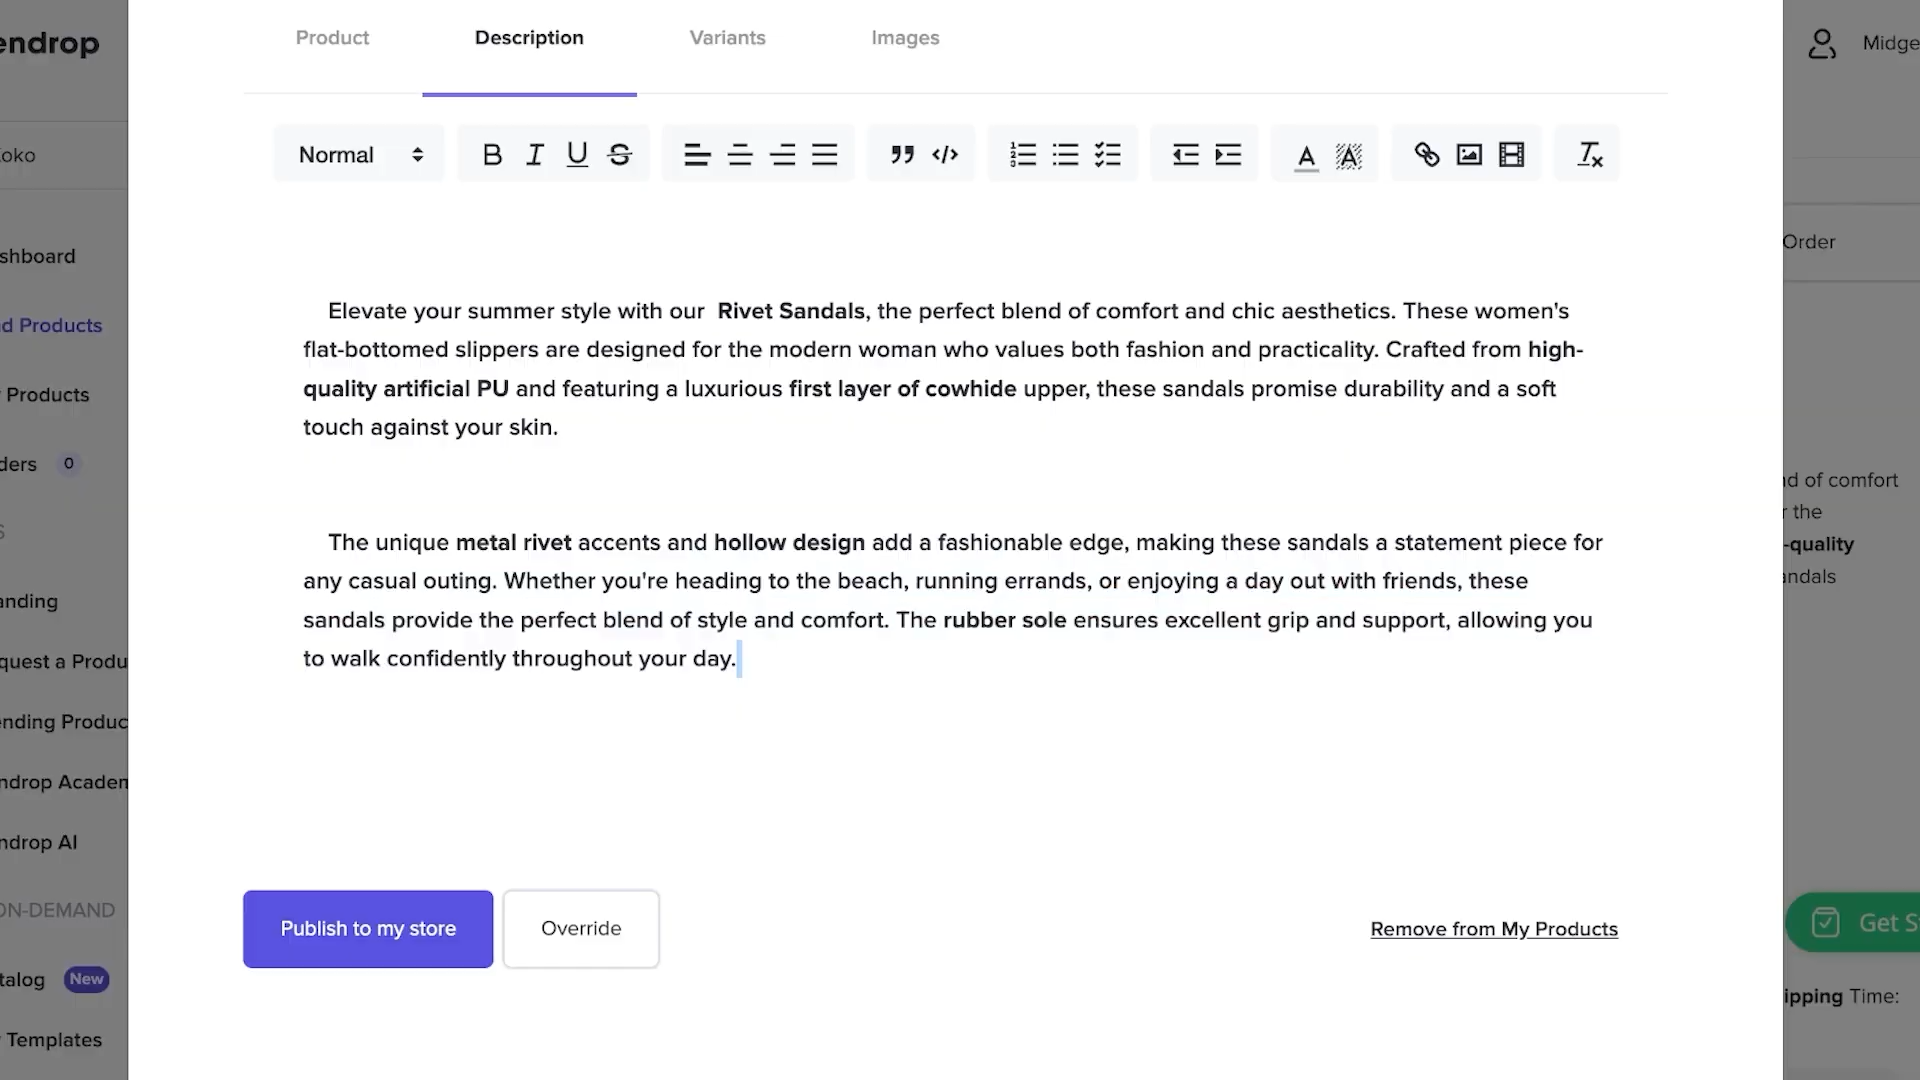 endrop
Product
Description
Variants
Images
Midge
Normal
oko
Order
shboard
d Products
Products
ders 0
S
anding
quest a Produ
ending Produc
ndrop Academ
ndrop AI
ON-DEMAND
talog New
Templates
Elevate your summer style with our Rivet Sandals, the perfect blend of comfort and chic aesthetics. These women's
flat-bottomed slippers are designed for the modern woman who values both fashion and practicality. Crafted from high-
quality artificial PU and featuring a luxurious first layer of cowhide upper, these sandals promise durability and a soft
touch against your skin.
The unique metal rivet accents and hollow design add a fashionable edge, making these sandals a statement piece for
any casual outing. Whether you're heading to the beach, running errands, or enjoying a day out with friends, these
sandals provide the perfect blend of style and comfort. The rubber sole ensures excellent grip and support, allowing you
to walk confidently throughout your day.
Publish to my store
Override
Remove from My Products
nd of comfort
r the
-quality
andals
Get S
ipping Time: